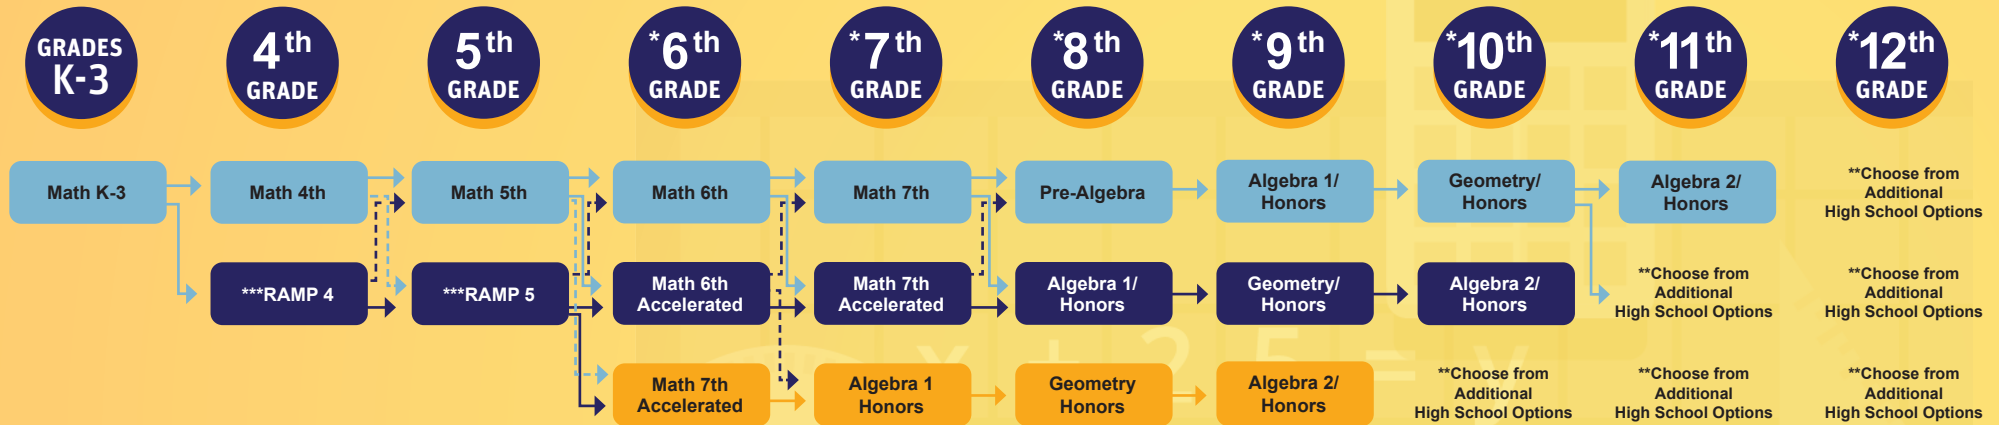 GRADES
K-3
4th
GRADE
5th
GRADE
*6th
GRADE
*7th
GRADE
*8th
GRADE
*9th
GRADE
*10th
GRADE
*11th
GRADE
*12th
GRADE
Math K-3
Math 4th
Math 5th
Math 6th
Math 7th
Pre-Algebra
Algebra 1/
Honors
Geometry/
Honors
Algebra 2/
Honors
**Choose from
Additional
High School Options
***RAMP 4
***RAMP 5
Math 6th
Accelerated
Math 7th
Accelerated
Algebra 1/
Honors
Geometry/
Honors
Algebra 2/
Honors
**Choose from
Additional
High School Options
**Choose from
Additional
High School Options
x + 2 5 = y
Math 7th
Accelerated
Algebra 1
Honors
Geometry
Honors
Algebra 2/
Honors
**Choose from
Additional
High School Options
**Choose from
Additional
High School Options
**Choose from
Additional
High School Options